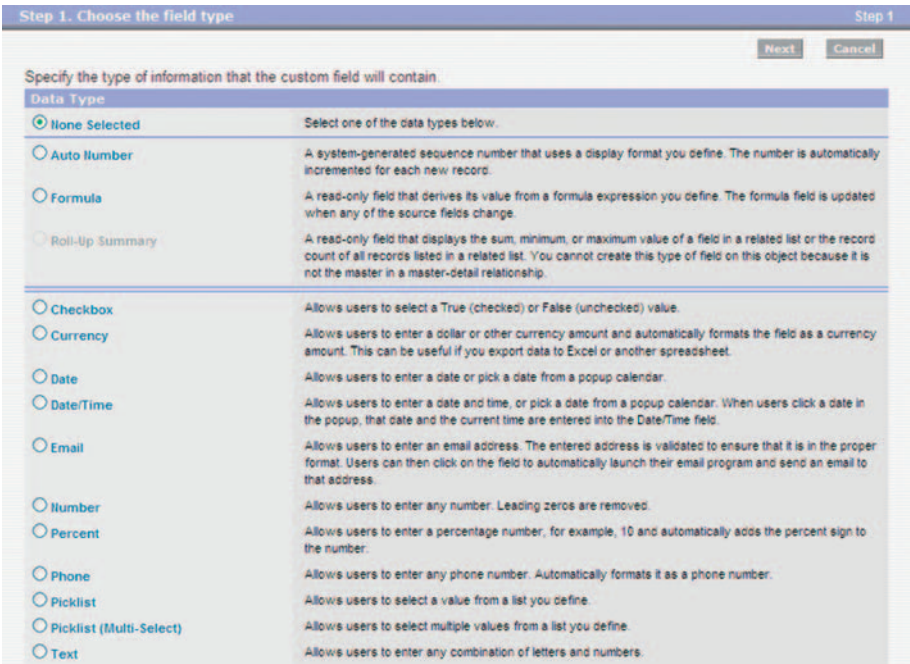 Step 1. Choose the field type Step 1
Next Cancel
Specify the type of information that the custom field will contain.
Data Type
None Selected Select one of the data types below.
Auto Number A system-generated sequence number that uses a display format you define. The number is automatically
incremented for each new record.
Formula A read-only field that derives its value from a formula expression you define. The formula field is updated
when any of the source fields change.
Roll-Up Summary A read-only field that displays the sum, minimum, or maximum value of a field in a related list or the record
count of all records listed in a related list. You cannot create this type of field on this object because it is
not the master in a master-detail relationship.
Checkbox Allows users to select a True (checked) or False (unchecked) value.
Currency Allows users to enter a dollar or other currency amount and automatically formats the field as a currency
amount. This can be useful if you export data to Excel or another spreadsheet.
Date Allows users to enter a date or pick a date from a popup calendar.
Date/Time Allows users to enter a date and time, or pick a date from a popup calendar. When users click a date in
the popup, that date and the current time are entered into the Date/Time field.
Email Allows users to enter an email address. The entered address is validated to ensure that it is in the proper
format. Users can then click on the field to automatically launch their email program and send an email to
that address.
Number Allows users to enter any number. Leading zeros are removed.
Percent Allows users to enter a percentage number, for example, 10 and automatically adds the percent sign to
the number.
Phone Allows users to enter any phone number. Automatically formats it as a phone number.
Picklist Allows users to select a value from a list you define.
Picklist (Multi-Select) Allows users to select multiple values from a list you define.
Text Allows users to enter any combination of letters and numbers.